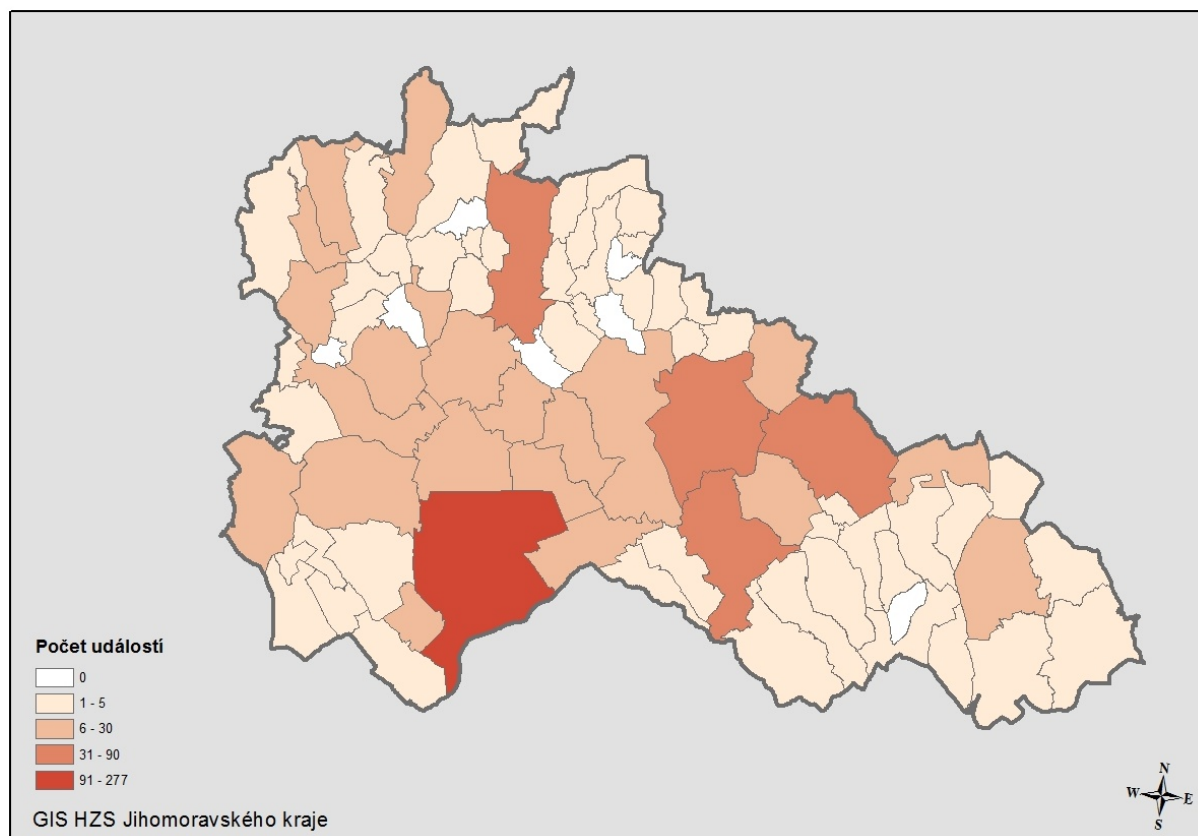 Počet událostí
0
1 - 5
6 - 30
31 - 90
91 - 277
GIS HZS Jihomoravského kraje
N
W E
S